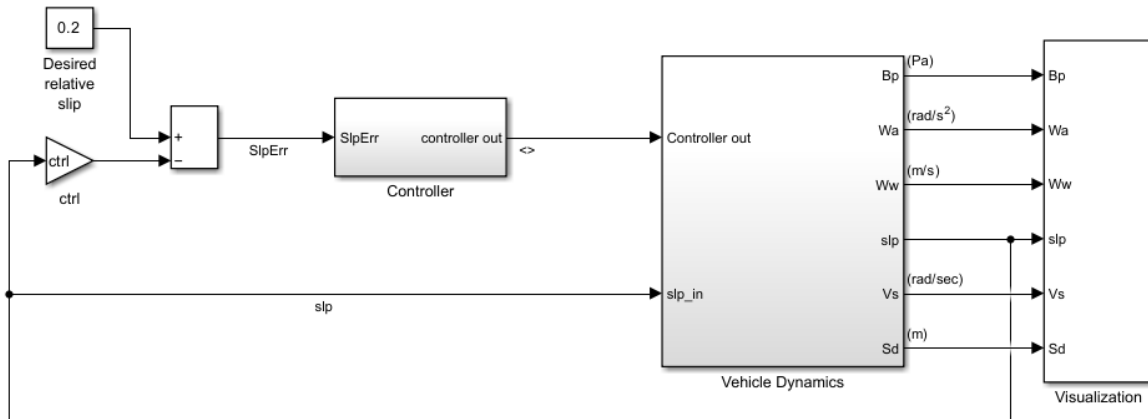 0.2
Desired
relative
slip
+
−
ctrl
ctrl
SlpErr
SlpErr
controller out
Controller
<>
Controller out
slp_in
slp
Bp
Wa
Ww
slp
Vs
Sd
Vehicle Dynamics
(Pa)
(rad/s²)
(m/s)
(rad/sec)
(m)
Bp
Wa
Ww
slp
Vs
Sd
Visualization